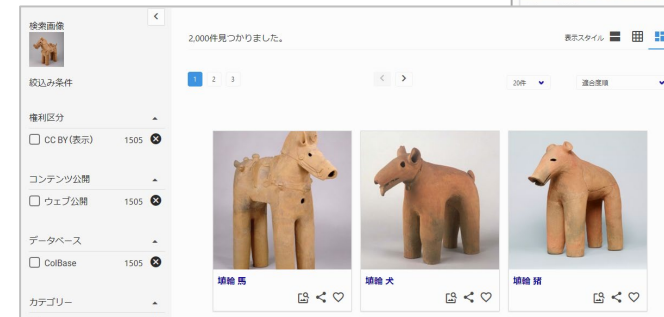 検索画像
2,000件見つかりました。
表示スタイル
絞込み条件
1 2 3
20件
適合度順
権利区分
CC BY (表示) 1505
コンテンツ公開
ウェブ公開 1505
データベース
ColBase 1505
カテゴリー
埴輪 馬
埴輪 犬
埴輪 猪